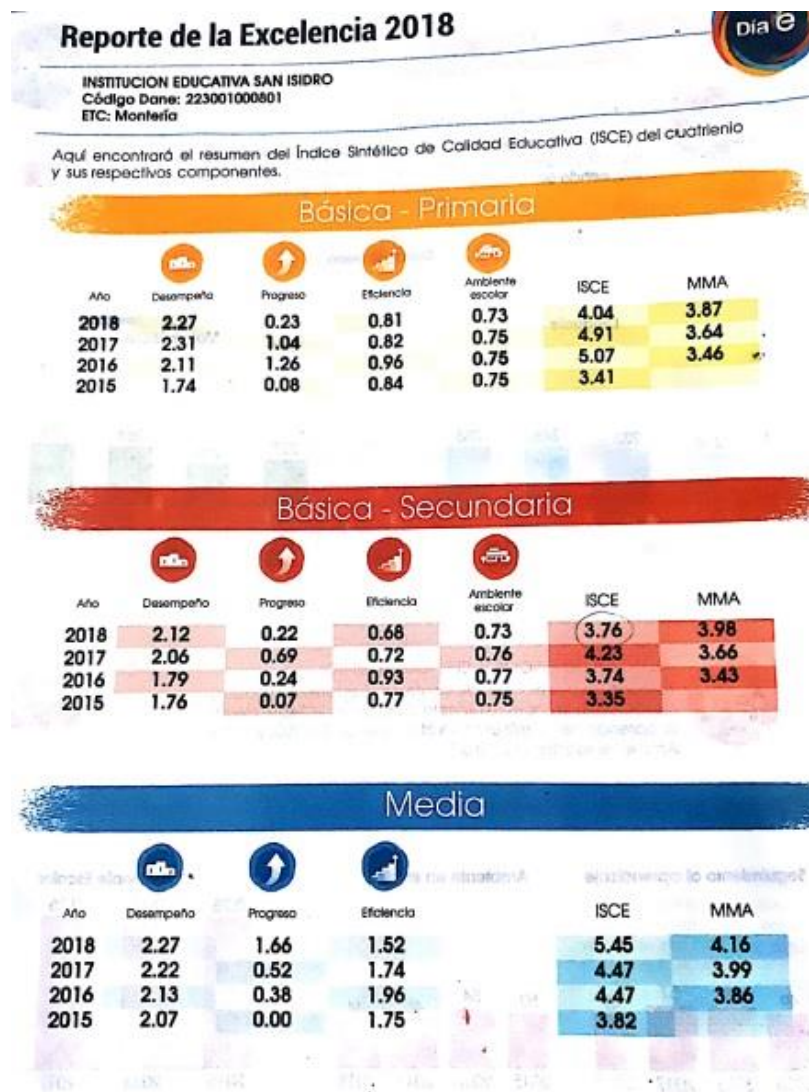 Reporte de la Excelencia 2018
Día e
INSTITUCION EDUCATIVA SAN ISIDRO
Código Dane: 223001000801
ETC: Montería
Aquí encontrará el resumen del Índice Sintético de Calidad Educativa (ISCE) del cuatrienio
y sus respectivos componentes.
Básica - Primaria
Año Desempeño Progreso Eficiencia Ambiente escolar ISCE MMA
2018 2.27 0.23 0.81 0.73 4.04 3.87
2017 2.31 1.04 0.82 0.75 4.91 3.64
2016 2.11 1.26 0.96 0.75 5.07 3.46
2015 1.74 0.08 0.84 0.75 3.41
Básica - Secundaria
Año Desempeño Progreso Eficiencia Ambiente escolar ISCE MMA
2018 2.12 0.22 0.68 0.73 3.76 3.98
2017 2.06 0.69 0.72 0.76 4.23 3.66
2016 1.79 0.24 0.93 0.77 3.74 3.43
2015 1.76 0.07 0.77 0.75 3.35
Media
Año Desempeño Progreso Eficiencia ISCE MMA
2018 2.27 1.66 1.52 5.45 4.16
2017 2.22 0.52 1.74 4.47 3.99
2016 2.13 0.38 1.96 4.47 3.86
2015 2.07 0.00 1.75 3.82